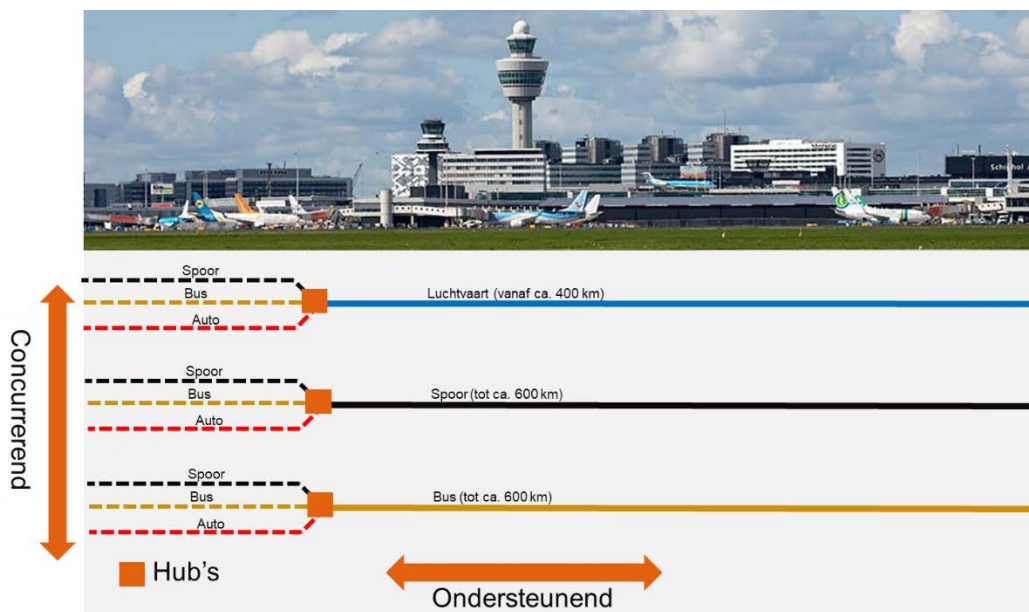 Spoor
Bus
Luchtvaart (vanaf ca. 400 km)
Auto
Spoor
Bus
Spoor (tot ca. 600 km)
Auto
Spoor
Bus
Bus (tot ca. 600 km)
Auto
Concurrerend
Hub's
Ondersteunend